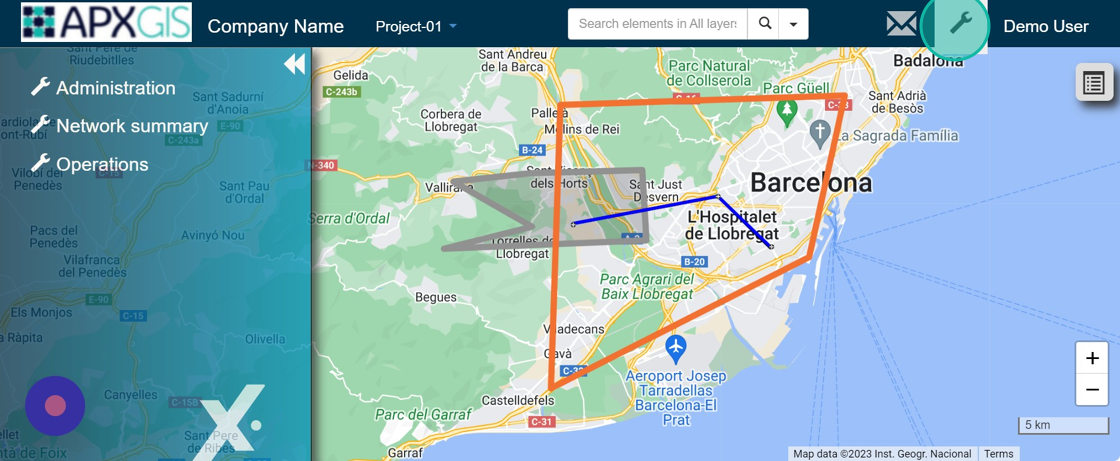 APXGIS
Company Name
Project-01
Search elements in All layers
Demo User
Administration
Network summary
Operations
Riudebitlles
Sant Sadurní
d'Anoia
E-90
C-243a
Vilobí del
Penedès
Sant Pau
d'Ordal
Pacs del
Penedès
Avinyó Nou
Vilafranca
del Penedès
E-90
Els Monjos
C-15
a Ràpita
Olivella
Canyelles
C-15B
Sant Pere
de Ribes
de Foix
Gelida
C-243b
Sant Andreu
de la Barca
Parc Natural
de Collserola
Badalona
Parc Güell
Sant Adrià
de Besòs
Corbera de
Llobregat
Molins de Rei
La Sagrada Família
B-24
N-340
Vallirana
dels Horts
Sant Just
Desvern
Barcelona
Serra d'Ordal
L'Hospitalet
de Llobregat
Torrelles de
Llobregat
B-20
Parc Agrari del
Baix Llobregat
Begues
Viladecans
Gavà
C-32
Aeroport Josep
Tarradellas
Barcelona-El
Prat
Castelldefels
C-31
Parc del Garraf
Garraf
+
−
5 km
Map data ©2023 Inst. Geogr. Nacional
Terms